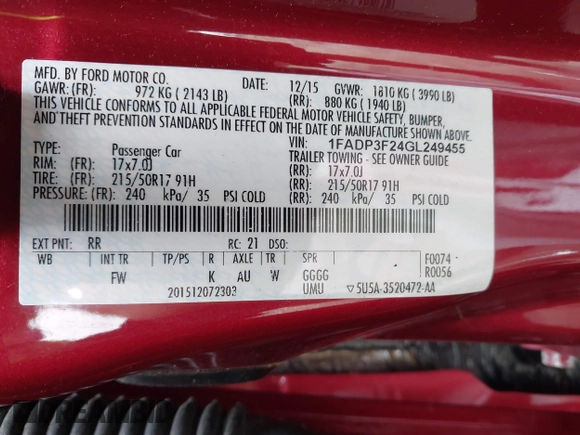 MFD. BY FORD MOTOR CO. DATE: 12/15 GVWR: 1810 KG ( 3990 LB)
GAWR: (FR): 972 KG ( 2143 LB) (RR): 880 KG ( 1940 LB)
THIS VEHICLE CONFORMS TO ALL APPLICABLE FEDERAL MOTOR VEHICLE SAFETY, BUMPER,
AND THEFT PREVENTION STANDARDS IN EFFECT ON THE DATE OF MANUFACTURE SHOWN ABOVE.
VIN: 1FADP3F24GL249455
TYPE: Passenger Car TRAILER TOWING - SEE OWNER GUIDE
RIM: (FR): 17x7.0J (RR): 17x7.0J
TIRE: (FR): 215/50R17 91H (RR): 215/50R17 91H
PRESSURE: (FR): 240 kPa/ 35 PSI COLD (RR): 240 kPa/ 35 PSI COLD
EXT PNT: RR RC: 21 DSO:
WB INT TR TP/PS R AXLE TR SPR F0074
FW K AU W GGGG R0056
201512072303 UMU ▽5U5A-3520472-AA